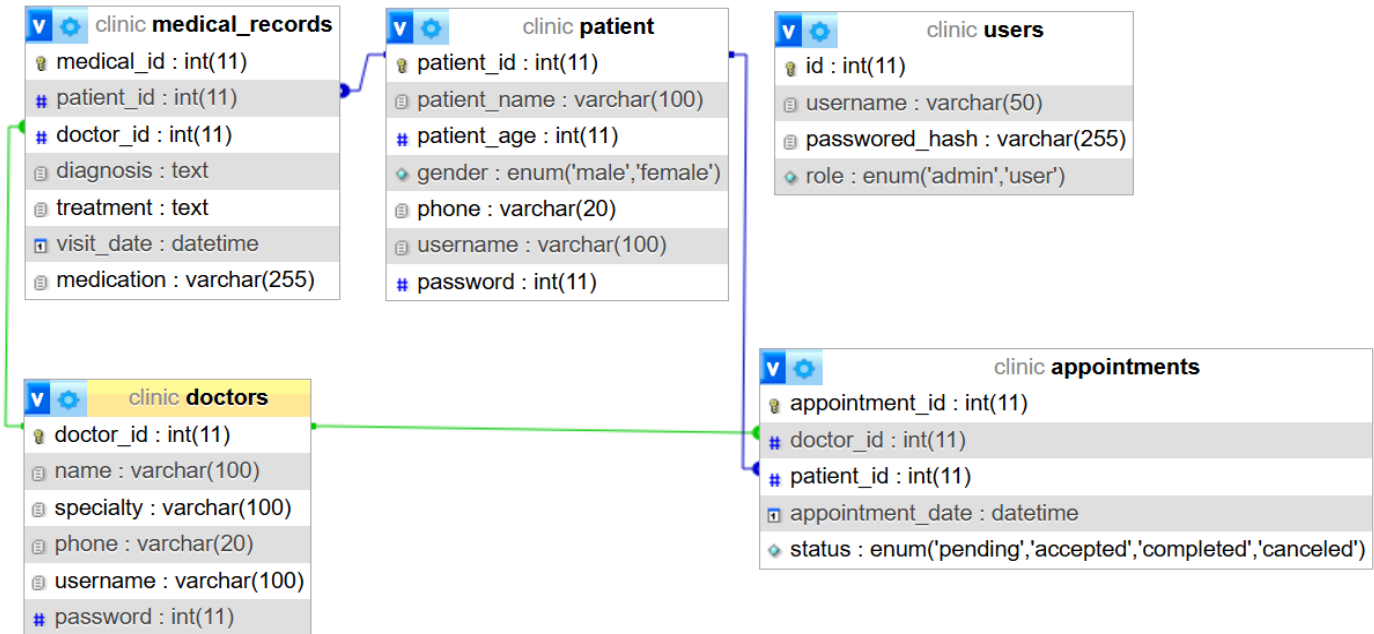 clinic medical_records
medical_id : int(11)
patient_id : int(11)
doctor_id : int(11)
diagnosis : text
treatment : text
visit_date : datetime
medication : varchar(255)
clinic patient
patient_id : int(11)
patient_name : varchar(100)
patient_age : int(11)
gender : enum('male','female')
phone : varchar(20)
username : varchar(100)
password : int(11)
clinic users
id : int(11)
username : varchar(50)
passwored_hash : varchar(255)
role : enum('admin','user')
clinic doctors
doctor_id : int(11)
name : varchar(100)
specialty : varchar(100)
phone : varchar(20)
username : varchar(100)
password : int(11)
clinic appointments
appointment_id : int(11)
doctor_id : int(11)
patient_id : int(11)
appointment_date : datetime
status : enum('pending','accepted','completed','canceled')